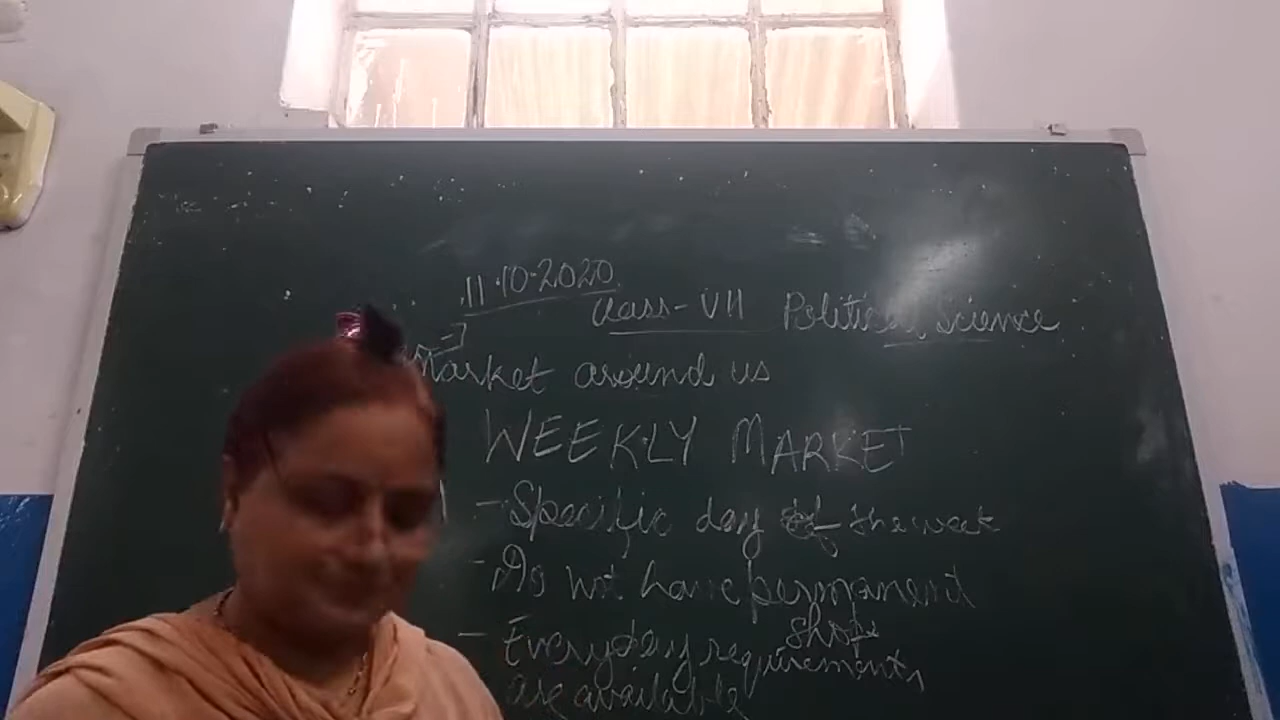 11.10.2020
Class-VII Political Science
Market around us
WEEKLY MARKET
- Specific day of the week
- Do not have permanent
shops
- Everyday requirements
are available